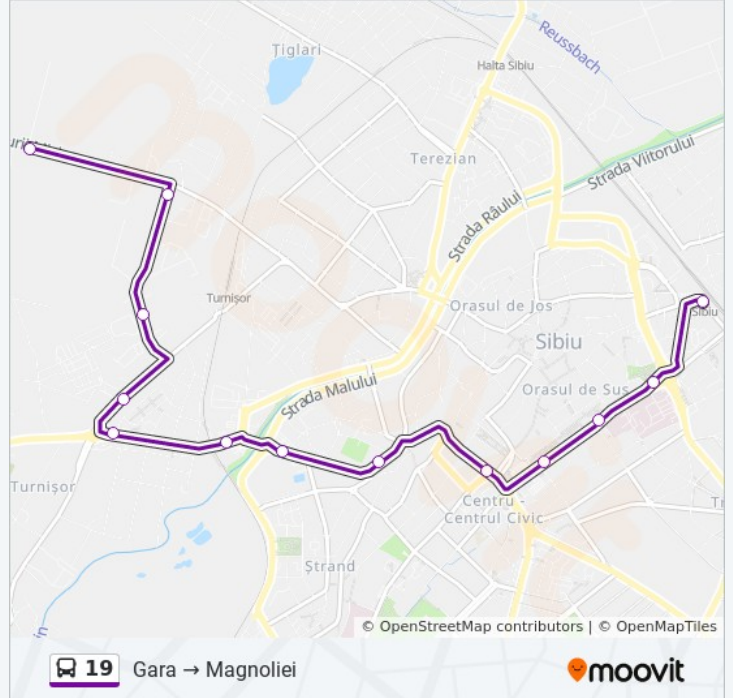 Țiglari
Reussbach
Halta Sibiu
Terezian
Strada Viitorului
Strada Râului
Turnișor
Orasul de Jos
Sibiu
Sibiu
Orasul de Sus
Strada Malului
Turnișor
Centru -
Centrul Civic
Ștrand
© OpenStreetMap contributors | © OpenMapTiles
19 Gara → Magnoliei
moovit